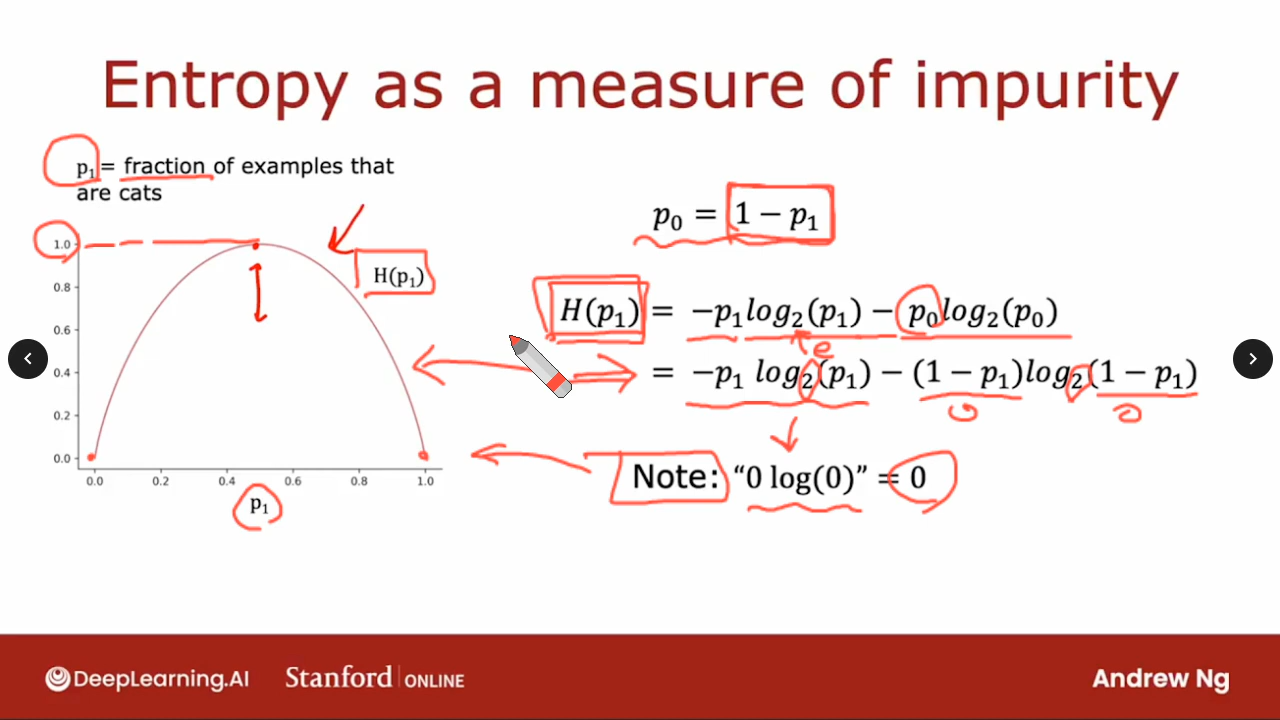 Entropy as a measure of impurity
p₁ = fraction of examples that
are cats
p₀ = 1 − p₁
1.0
0.8
0.6
0.4
0.2
0.0
H(p₁)
0.0 0.2 0.4 0.6 0.8 1.0
p₁
H(p₁) = −p₁log₂(p₁) − p₀log₂(p₀)
e
= −p₁ log₂(p₁) − (1 − p₁)log₂(1 − p₁)
0 0
Note: “0 log(0)” = 0
DeepLearning.AI Stanford | ONLINE Andrew Ng